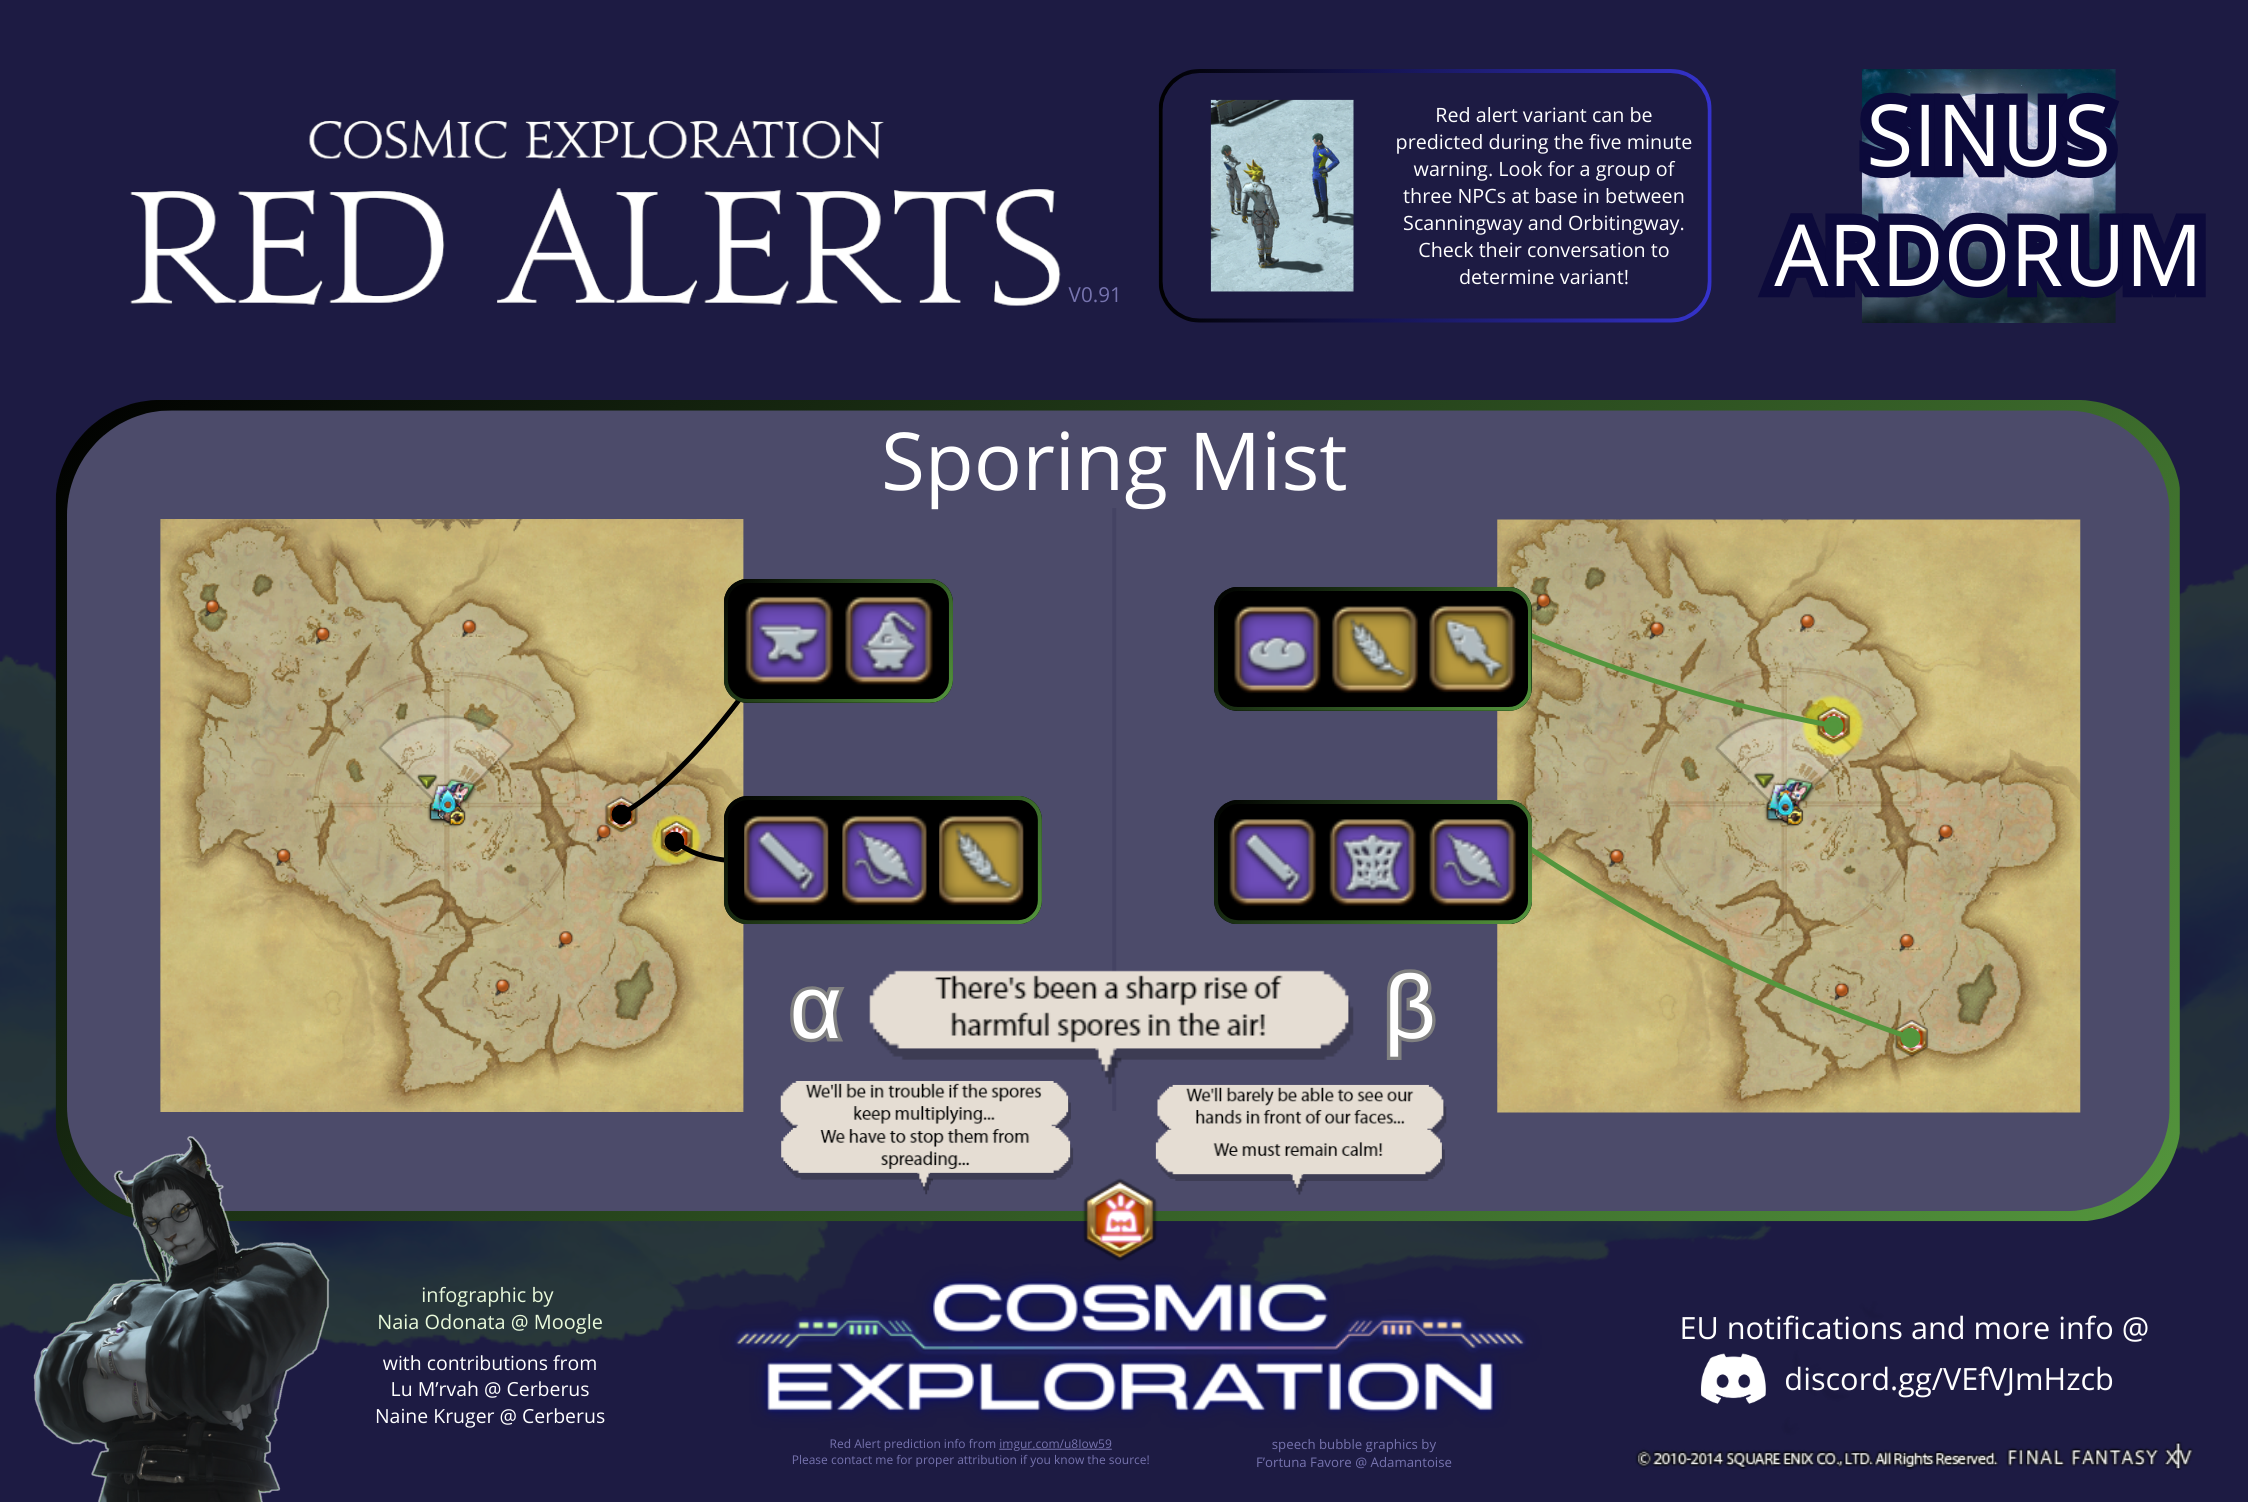 COSMIC EXPLORATION
RED ALERTS
V0.91
Red alert variant can be
predicted during the five minute
warning. Look for a group of
three NPCs at base in between
Scanningway and Orbitingway.
Check their conversation to
determine variant!
SINUS
ARDORUM
Sporing Mist
α
There's been a sharp rise of
harmful spores in the air!
β
We'll be in trouble if the spores
keep multiplying...
We have to stop them from
spreading...
We'll barely be able to see our
hands in front of our faces...
We must remain calm!
infographic by
Naia Odonata @ Moogle
with contributions from
Lu M'rvah @ Cerberus
Naine Kruger @ Cerberus
COSMIC
EXPLORATION
Red Alert prediction info from imgur.com/u8Iow59
Please contact me for proper attribution if you know the source!
speech bubble graphics by
F'ortuna Favore @ Adamantoise
EU notifications and more info @
discord.gg/VEfVJmHzcb
© 2010-2014 SQUARE ENIX CO., LTD. All Rights Reserved. FINAL FANTASY XIV